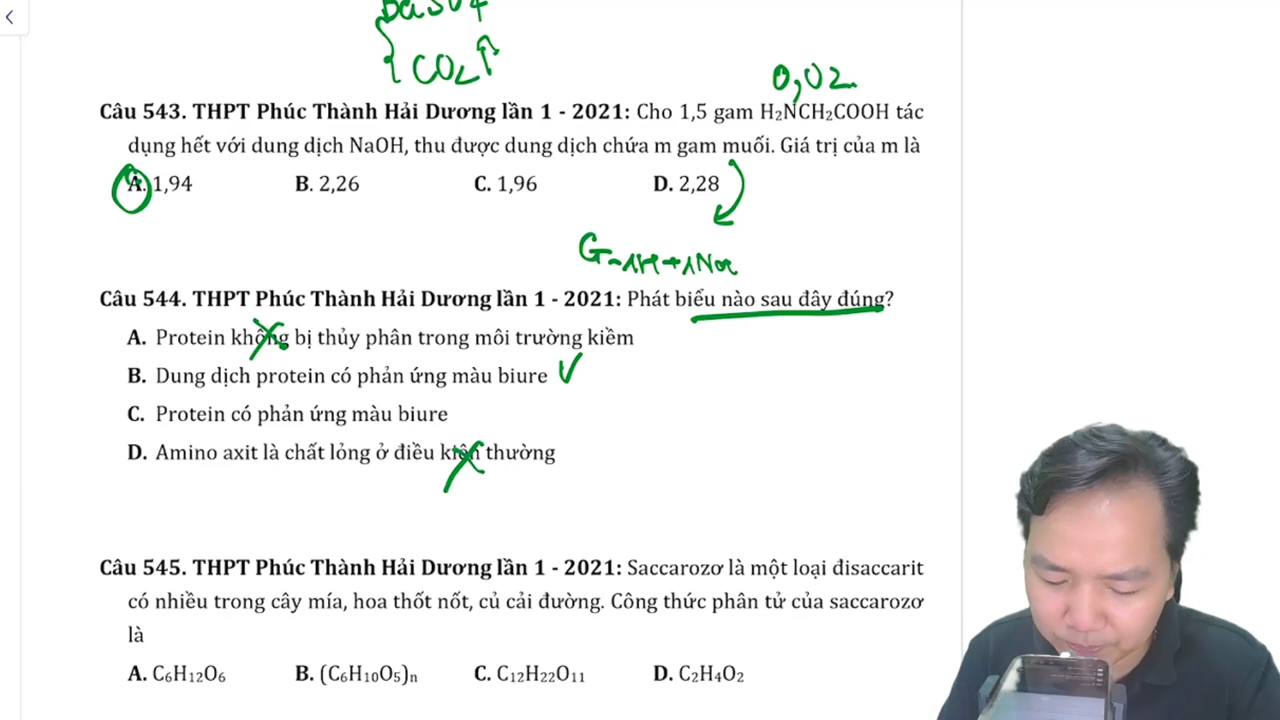 BaSO4
CO2↑
0,02
Câu 543. THPT Phúc Thành Hải Dương lần 1 - 2021: Cho 1,5 gam H₂NCH₂COOH tác
dụng hết với dung dịch NaOH, thu được dung dịch chứa m gam muối. Giá trị của m là
A. 1,94 B. 2,26 C. 1,96 D. 2,28
G-1H+1Na
Câu 544. THPT Phúc Thành Hải Dương lần 1 - 2021: Phát biểu nào sau đây đúng?
A. Protein không bị thủy phân trong môi trường kiềm
B. Dung dịch protein có phản ứng màu biure
C. Protein có phản ứng màu biure
D. Amino axit là chất lỏng ở điều kiện thường
Câu 545. THPT Phúc Thành Hải Dương lần 1 - 2021: Saccarozơ là một loại đisaccarit
có nhiều trong cây mía, hoa thốt nốt, củ cải đường. Công thức phân tử của saccarozơ
là
A. C₆H₁₂O₆ B. (C₆H₁₀O₅)ₙ C. C₁₂H₂₂O₁₁ D. C₂H₄O₂